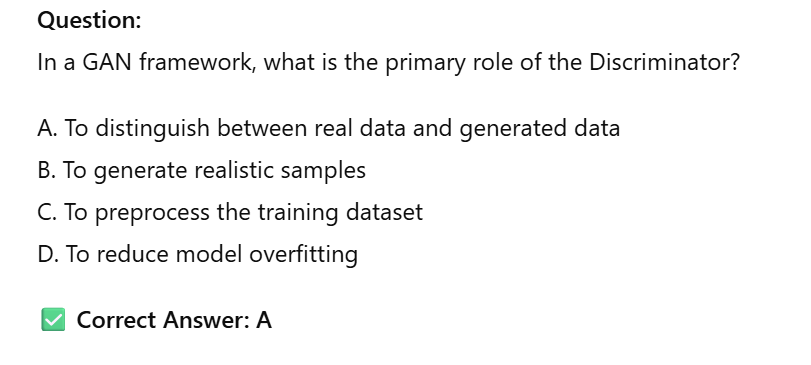 Question:
In a GAN framework, what is the primary role of the Discriminator?
A. To distinguish between real data and generated data
B. To generate realistic samples
C. To preprocess the training dataset
D. To reduce model overfitting
✅ Correct Answer: A